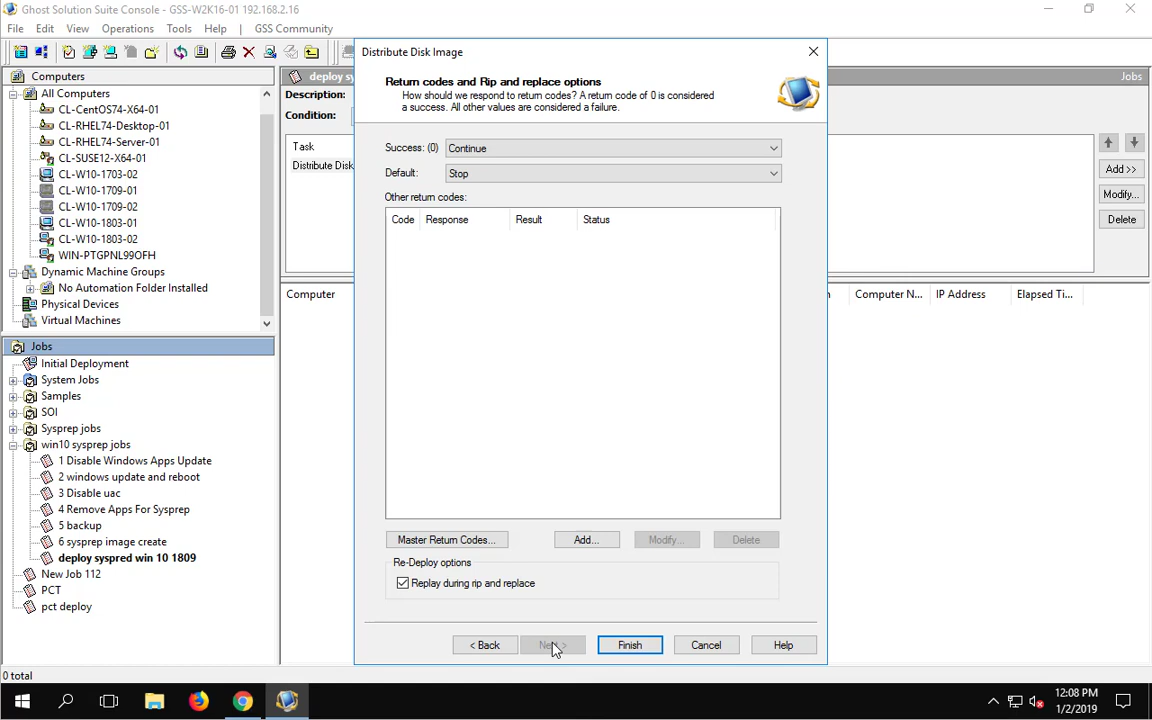 Ghost Solution Suite Console - GSS-W2K16-01 192.168.2.16
File Edit View Operations Tools Help GSS Community
Computers
All Computers
CL-CentOS74-X64-01
CL-RHEL74-Desktop-01
CL-RHEL74-Server-01
CL-SUSE12-X64-01
CL-W10-1703-02
CL-W10-1709-01
CL-W10-1709-02
CL-W10-1803-01
CL-W10-1803-02
WIN-PTGPNL99OFH
Dynamic Machine Groups
No Automation Folder Installed
Physical Devices
Virtual Machines
Jobs
Initial Deployment
System Jobs
Samples
SOI
Sysprep jobs
win10 sysprep jobs
1 Disable Windows Apps Update
2 windows update and reboot
3 Disable uac
4 Remove Apps For Sysprep
5 backup
6 sysprep image create
deploy syspred win 10 1809
New Job 112
PCT
pct deploy
deploy sy
Jobs
Description:
Condition:
Task
Distribute Disk
Add >>
Modify...
Delete
Computer
Computer N... IP Address Elapsed Ti...
Distribute Disk Image
Return codes and Rip and replace options
How should we respond to return codes? A return code of 0 is considered
a success. All other values are considered a failure.
Success: (0) Continue
Default: Stop
Other return codes:
Code Response Result Status
Master Return Codes... Add... Modify... Delete
Re-Deploy options
Replay during rip and replace
< Back Finish Cancel Help
0 total
12:08 PM
1/2/2019